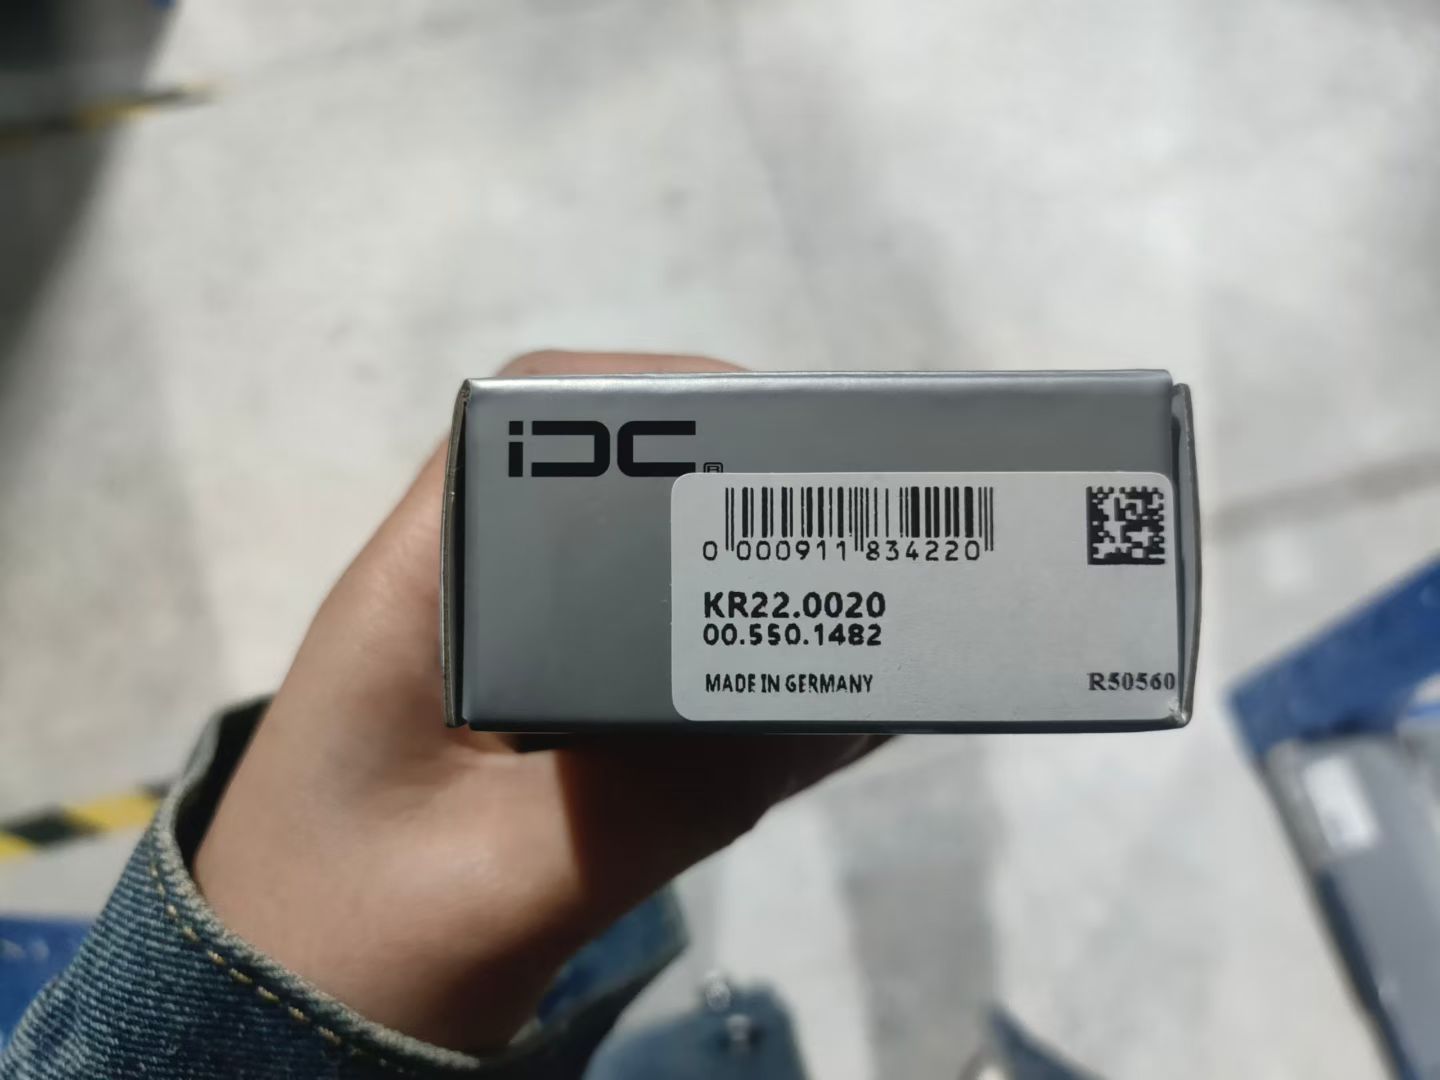 iDC®
0 000911 834220
KR22.0020
00.550.1482
MADE IN GERMANY
R50560